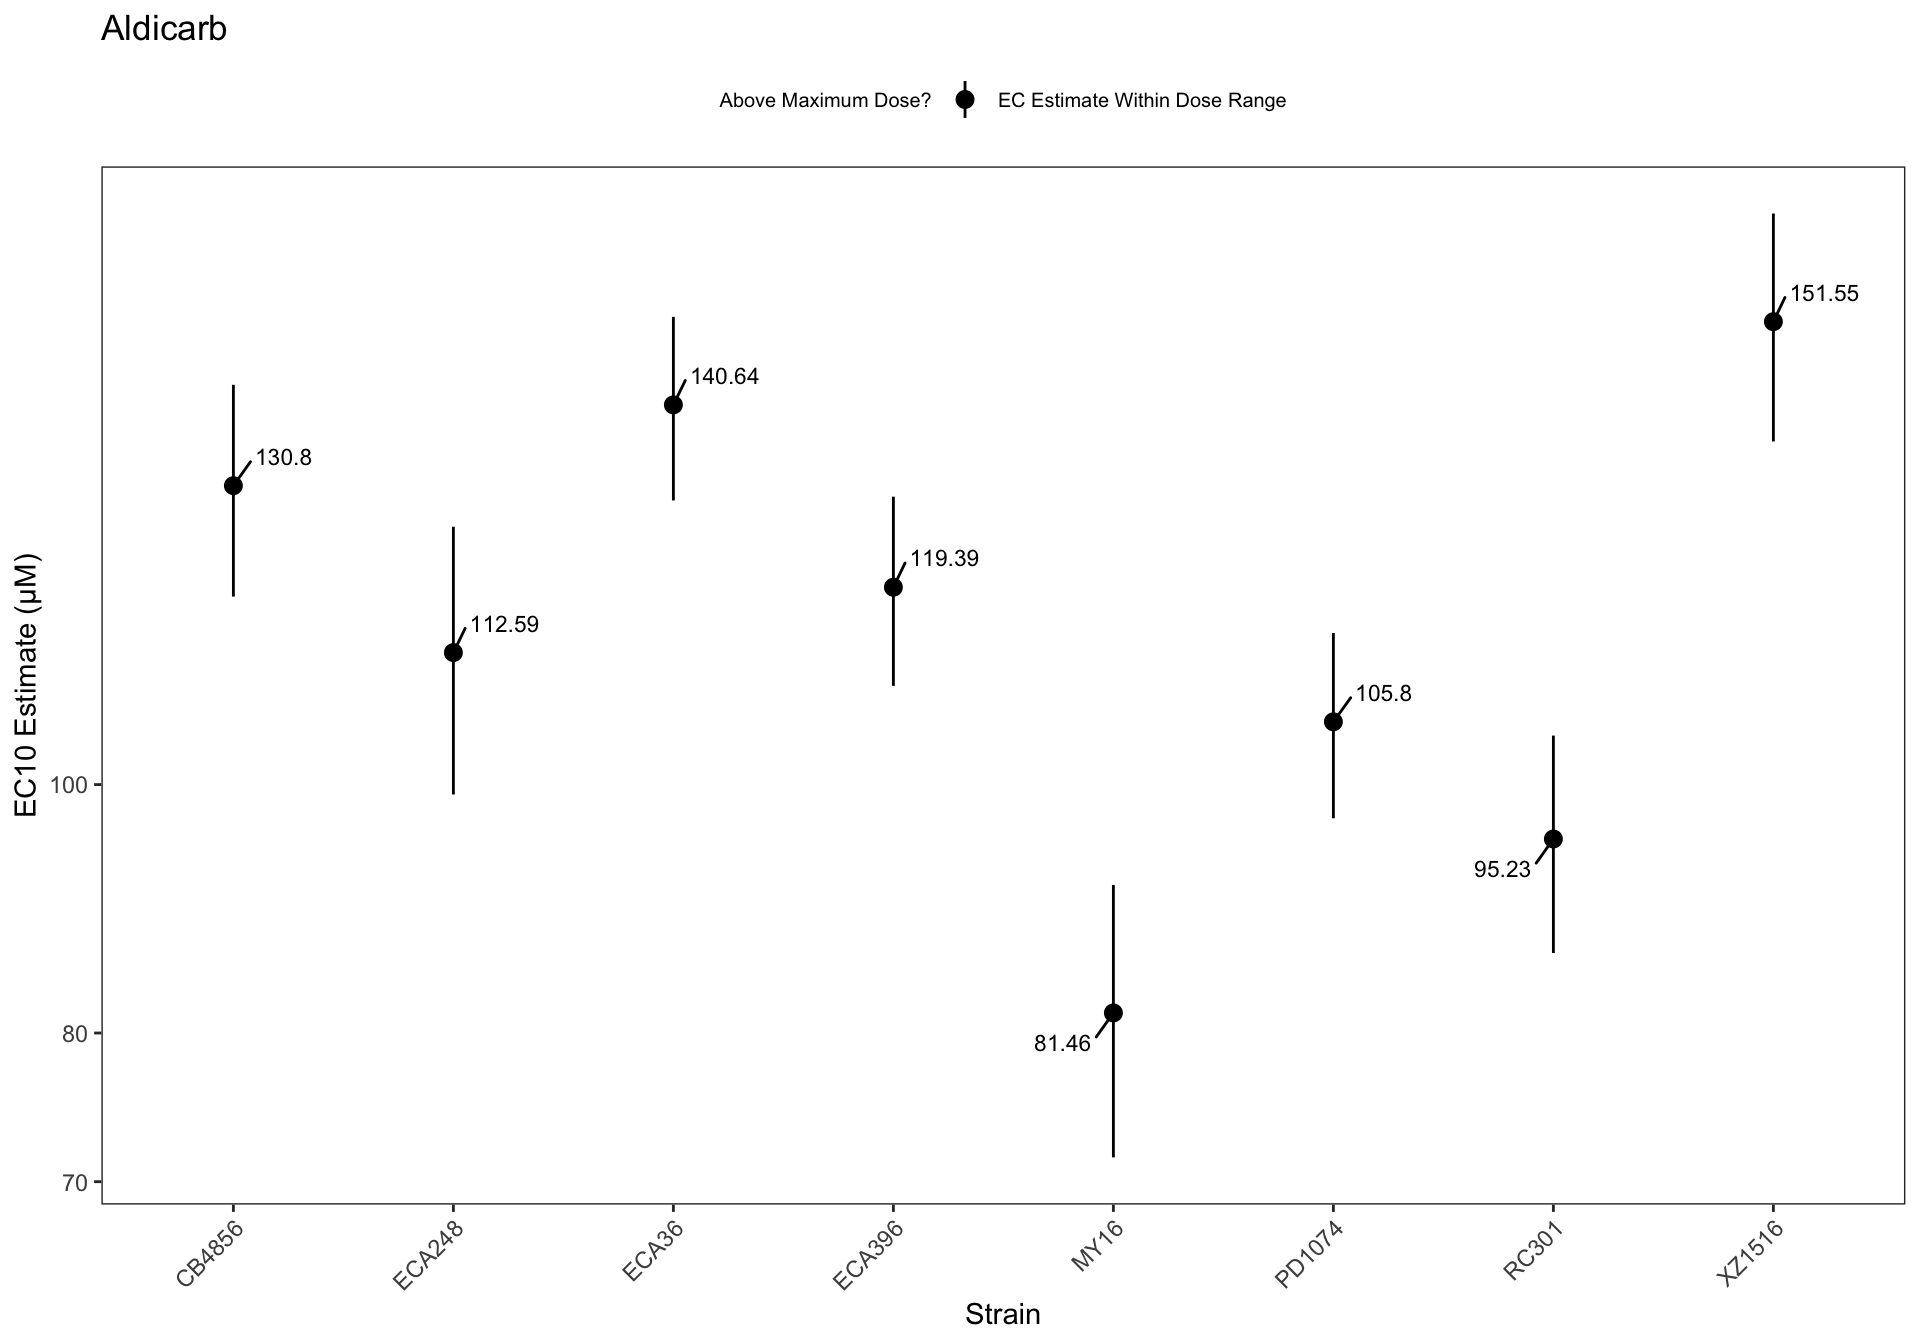 Aldicarb
Above Maximum Dose? EC Estimate Within Dose Range
EC10 Estimate (μM)
151.55
140.64
130.8
119.39
112.59
105.8
95.23
81.46
100
80
70
CB4856 ECA248 ECA36 ECA396 MY16 PD1074 RC301 XZ1516
Strain